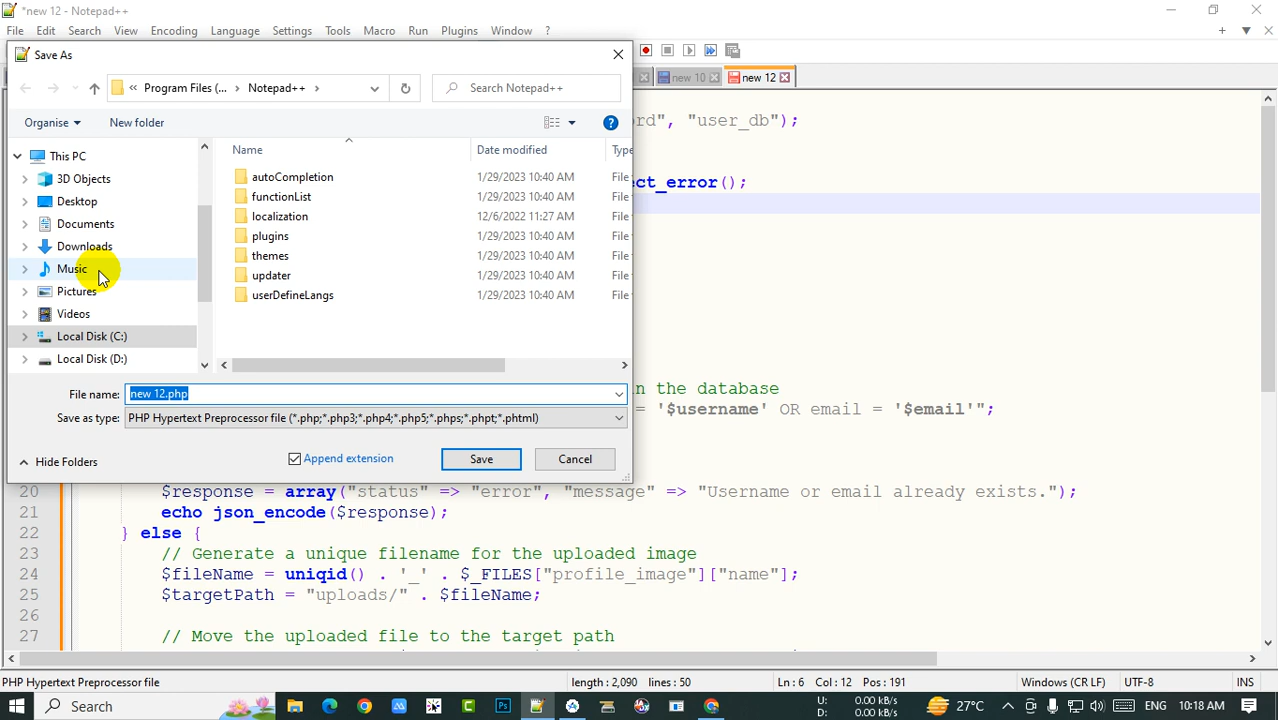 *new 12 - Notepad++
File Edit Search View Encoding Language Settings Tools Macro Run Plugins Window ?
Save As
new 10 new 12
« Program Files (... > Notepad++ > Search Notepad++
Organise New folder
Name Date modified Type
This PC
3D Objects
Desktop
Documents
Downloads
Music
Pictures
Videos
Local Disk (C:)
Local Disk (D:)
autoCompletion 1/29/2023 10:40 AM File
functionList 1/29/2023 10:40 AM File
localization 12/6/2022 11:27 AM File
plugins 1/29/2023 10:40 AM File
themes 1/29/2023 10:40 AM File
updater 1/29/2023 10:40 AM File
userDefineLangs 1/29/2023 10:40 AM File
File name: new 12.php
Save as type: PHP Hypertext Preprocessor file (*.php;*.php3;*.php4;*.php5;*.phps;*.phpt;*.phtml)
Hide Folders Append extension Save Cancel
rd", "user_db");
ct_error();
n the database
= '$username' OR email = '$email'";
20 $response = array("status" => "error", "message" => "Username or email already exists.");
21 echo json_encode($response);
22 } else {
23 // Generate a unique filename for the uploaded image
24 $fileName = uniqid() . '_' . $_FILES["profile_image"]["name"];
25 $targetPath = "uploads/" . $fileName;
26
27 // Move the uploaded file to the target path
PHP Hypertext Preprocessor file length : 2,090 lines : 50 Ln : 6 Col : 12 Pos : 191 Windows (CR LF) UTF-8 INS
Search 27°C U: 0.00 kB/s D: 0.00 kB/s ENG 10:18 AM